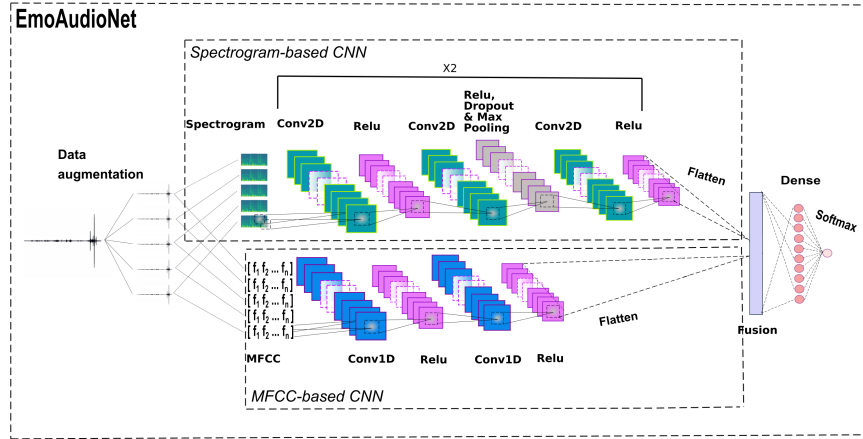 EmoAudioNet
Spectrogram-based CNN
X2
Spectrogram
Conv2D
Relu
Conv2D
Relu,
Dropout
& Max
Pooling
Conv2D
Relu
Data
augmentation
Flatten
Dense
Softmax
[ f1 f2 ... fn]
[ f1 f2 ... fn]
[ f1 f2 ... fn]
[ f1 f2 ... fn]
[ f1 f2 ... fn]
Flatten
Fusion
MFCC
Conv1D
Relu
Conv1D
Relu
MFCC-based CNN